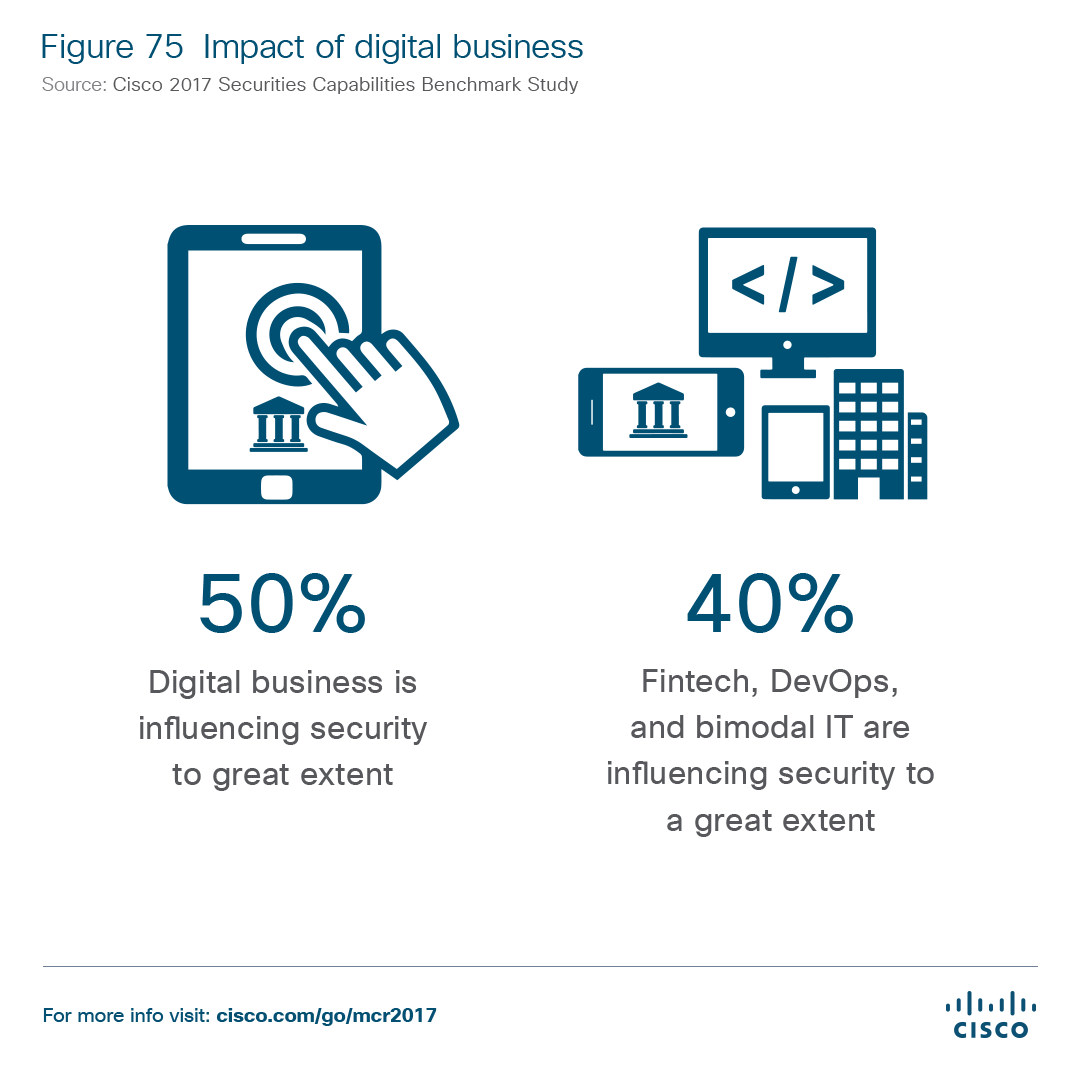 Figure 75 Impact of digital business
Source: Cisco 2017 Securities Capabilities Benchmark Study
</>
50%
Digital business is
influencing security
to great extent
40%
Fintech, DevOps,
and bimodal IT are
influencing security to
a great extent
For more info visit: cisco.com/go/mcr2017
CISCO